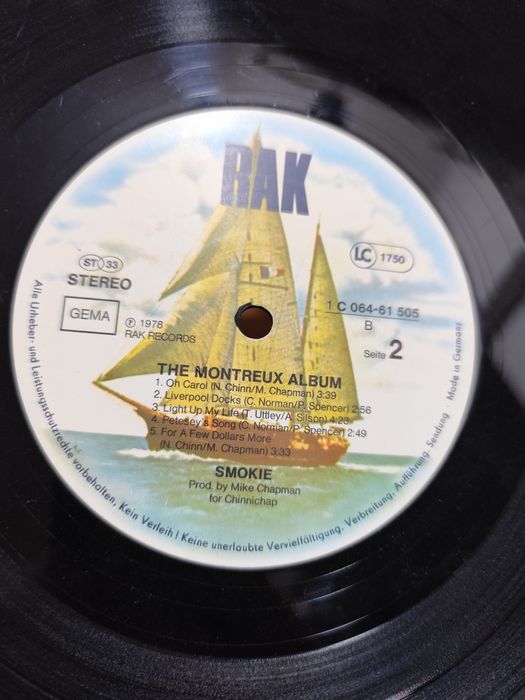 RAK
ST 33
STEREO
GEMA
℗ 1978
RAK RECORDS
LC 1750
1 C 064-61 505
B
Seite 2
THE MONTREUX ALBUM
1. Oh Carol (N. Chinn/M. Chapman) 3:39
2. Liverpool Docks (C. Norman/P. Spencer) 2:56
3. Light Up My Life (T. Uttley/A. Silson) 4:23
4. Petesey's Song (C. Norman/P. Spencer) 2:49
5. For A Few Dollars More
(N. Chinn/M. Chapman) 3:33
SMOKIE
Prod. by Mike Chapman
for Chinnichap
Alle Urheber- und Leistungsschutzrechte vorbehalten. Kein Verleih! Keine unerlaubte Vervielfältigung, Verbreitung, Aufführung, Sendung. Made in Germany